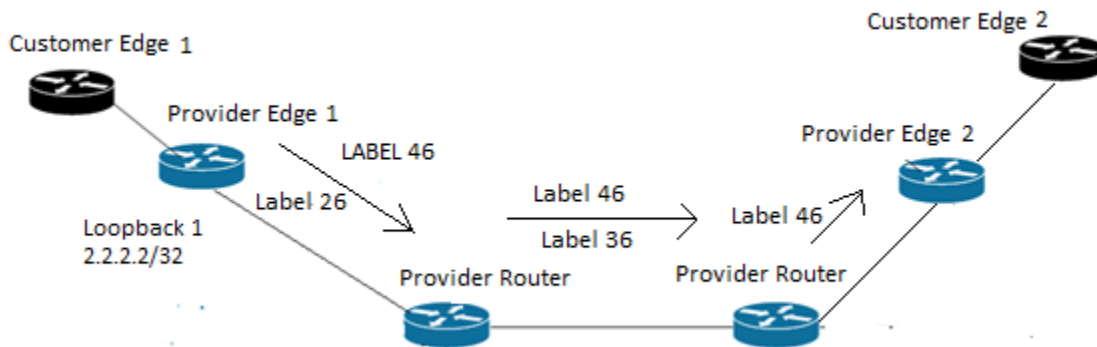 Customer Edge 1
Customer Edge 2
Provider Edge 1
Provider Edge 2
LABEL 46
Label 26
Label 46
Label 36
Label 46
Loopback 1
2.2.2.2/32
Provider Router
Provider Router